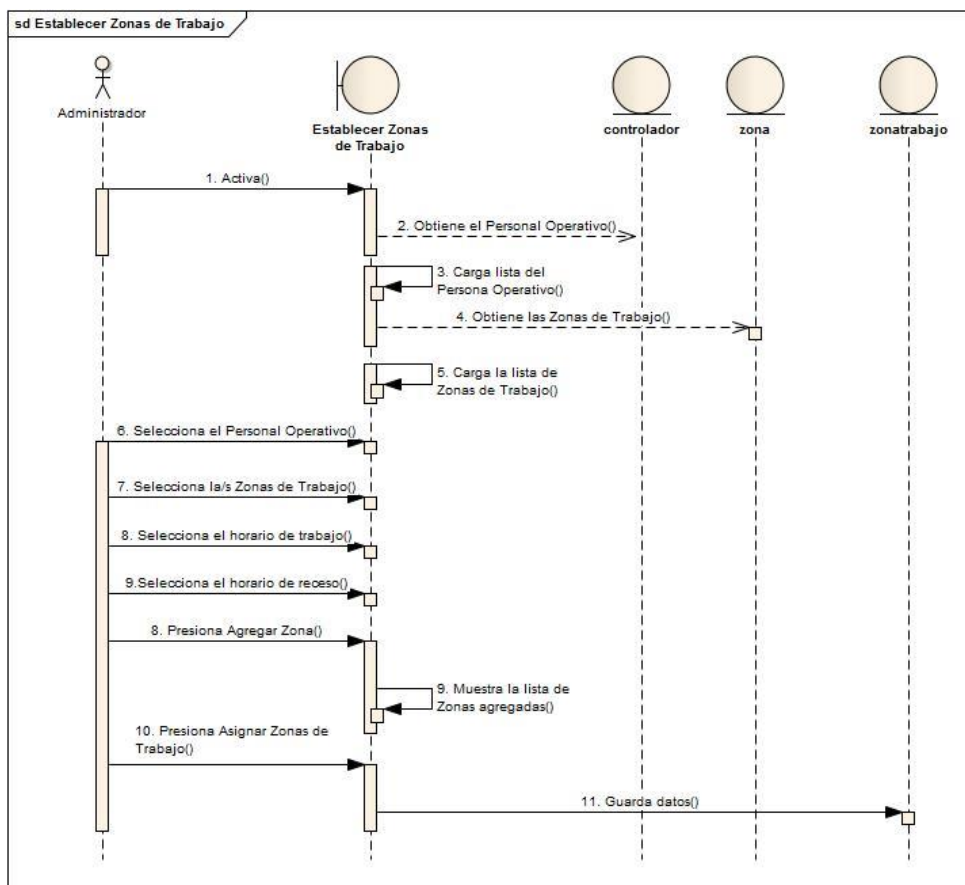 sd Establecer Zonas de Trabajo
Administrador
Establecer Zonas
de Trabajo
controlador
zona
zonatrabajo
1. Activa()
2. Obtiene el Personal Operativo()
3. Carga lista del
Persona Operativo()
4. Obtiene las Zonas de Trabajo()
5. Carga la lista de
Zonas de Trabajo()
6. Selecciona el Personal Operativo()
7. Selecciona la/s Zonas de Trabajo()
8. Selecciona el horario de trabajo()
9.Selecciona el horario de receso()
8. Presiona Agregar Zona()
9. Muestra la lista de
Zonas agregadas()
10. Presiona Asignar Zonas de
Trabajo()
11. Guarda datos()